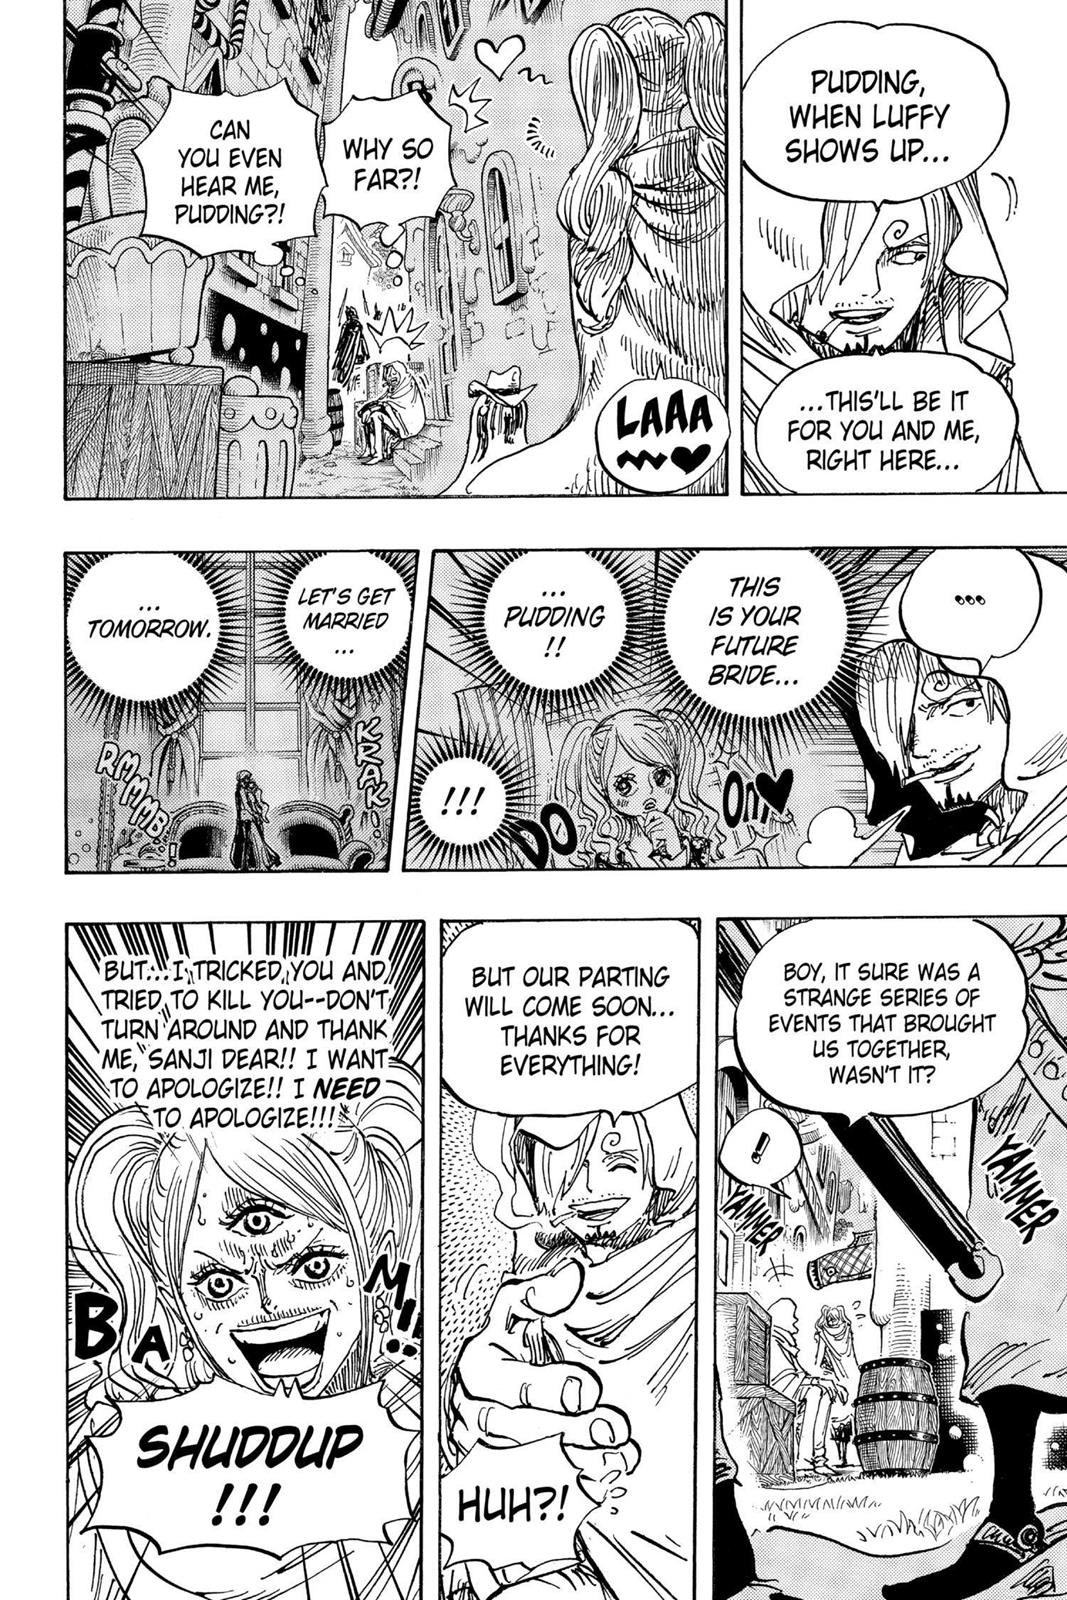 PUDDING,
WHEN LUFFY
SHOWS UP...
...THIS'LL BE IT
FOR YOU AND ME,
RIGHT HERE...
WHY SO
FAR?!
CAN
YOU EVEN
HEAR ME,
PUDDING?!
LAAA
...
THIS
IS YOUR
FUTURE
BRIDE...
...
PUDDING
!!
DOOM
!!!
LET'S GET
MARRIED
...
...
TOMORROW.
KRAK
RMMMB!!
BOY, IT SURE WAS A
STRANGE SERIES OF
EVENTS THAT BROUGHT
US TOGETHER,
WASN'T IT?
!
YAMMER
YAMMER
BUT OUR PARTING
WILL COME SOON...
THANKS FOR
EVERYTHING!
HUH?!
BUT... I TRICKED YOU AND
TRIED TO KILL YOU--DON'T
TURN AROUND AND THANK
ME, SANJI DEAR!! I WANT
TO APOLOGIZE!! I NEED
TO APOLOGIZE!!!
BAM!!
SHUDDUP
!!!